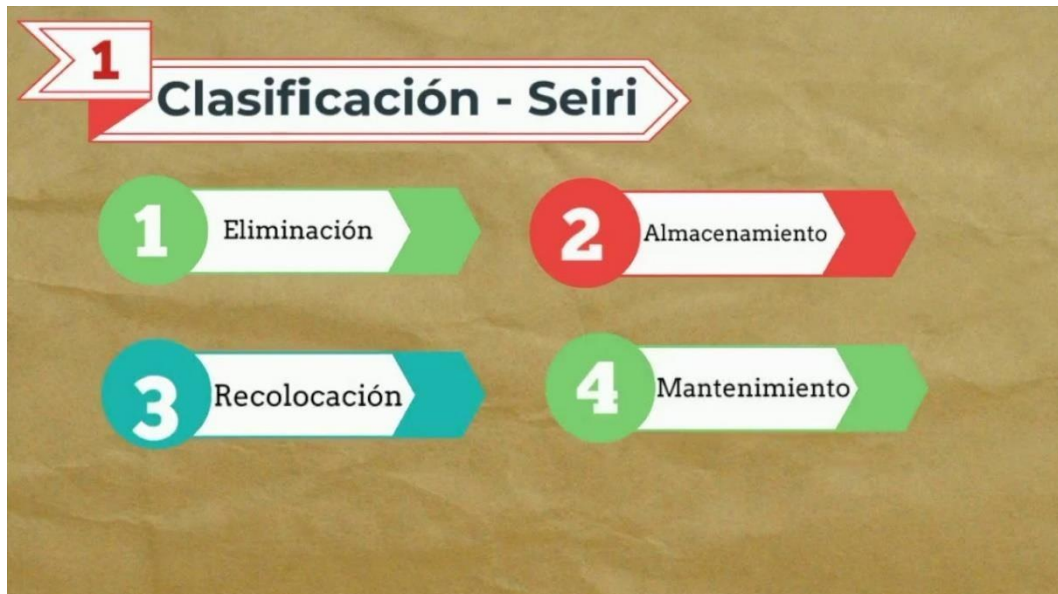 1
Clasificación - Seiri
1 Eliminación
2 Almacenamiento
3 Recolocación
4 Mantenimiento